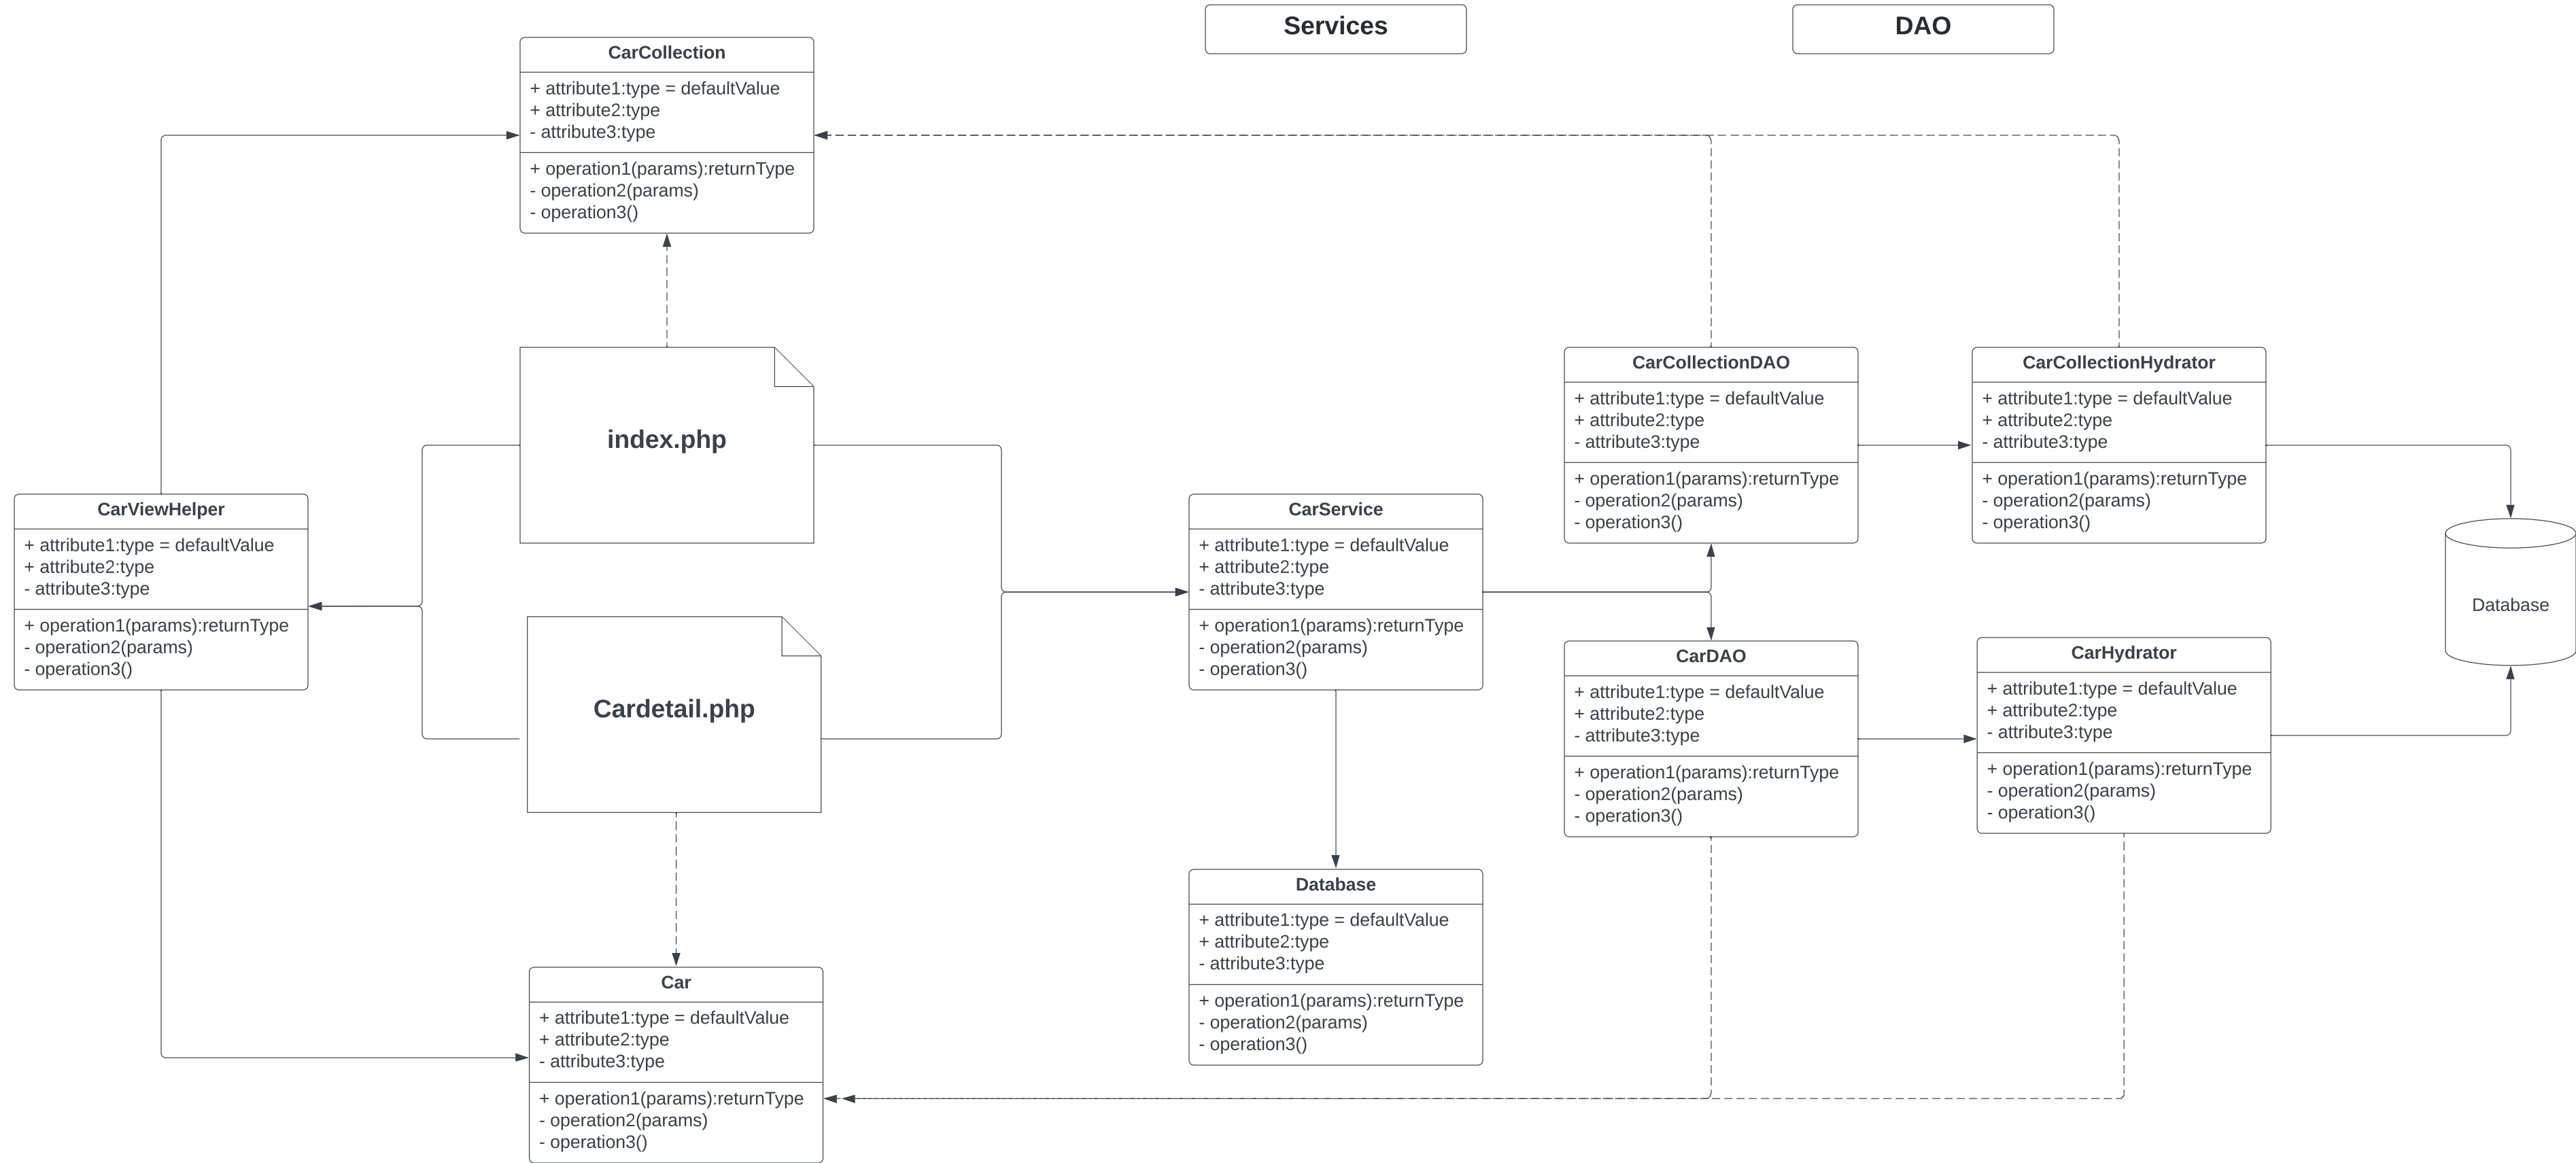 Services
DAO
CarCollection
+ attribute1:type = defaultValue
+ attribute2:type
- attribute3:type
+ operation1(params):returnType
- operation2(params)
- operation3()
index.php
CarCollectionDAO
+ attribute1:type = defaultValue
+ attribute2:type
- attribute3:type
+ operation1(params):returnType
- operation2(params)
- operation3()
CarCollectionHydrator
+ attribute1:type = defaultValue
+ attribute2:type
- attribute3:type
+ operation1(params):returnType
- operation2(params)
- operation3()
CarViewHelper
+ attribute1:type = defaultValue
+ attribute2:type
- attribute3:type
+ operation1(params):returnType
- operation2(params)
- operation3()
CarService
+ attribute1:type = defaultValue
+ attribute2:type
- attribute3:type
+ operation1(params):returnType
- operation2(params)
- operation3()
Database
Cardetail.php
CarDAO
+ attribute1:type = defaultValue
+ attribute2:type
- attribute3:type
+ operation1(params):returnType
- operation2(params)
- operation3()
CarHydrator
+ attribute1:type = defaultValue
+ attribute2:type
- attribute3:type
+ operation1(params):returnType
- operation2(params)
- operation3()
Database
+ attribute1:type = defaultValue
+ attribute2:type
- attribute3:type
+ operation1(params):returnType
- operation2(params)
- operation3()
Car
+ attribute1:type = defaultValue
+ attribute2:type
- attribute3:type
+ operation1(params):returnType
- operation2(params)
- operation3()